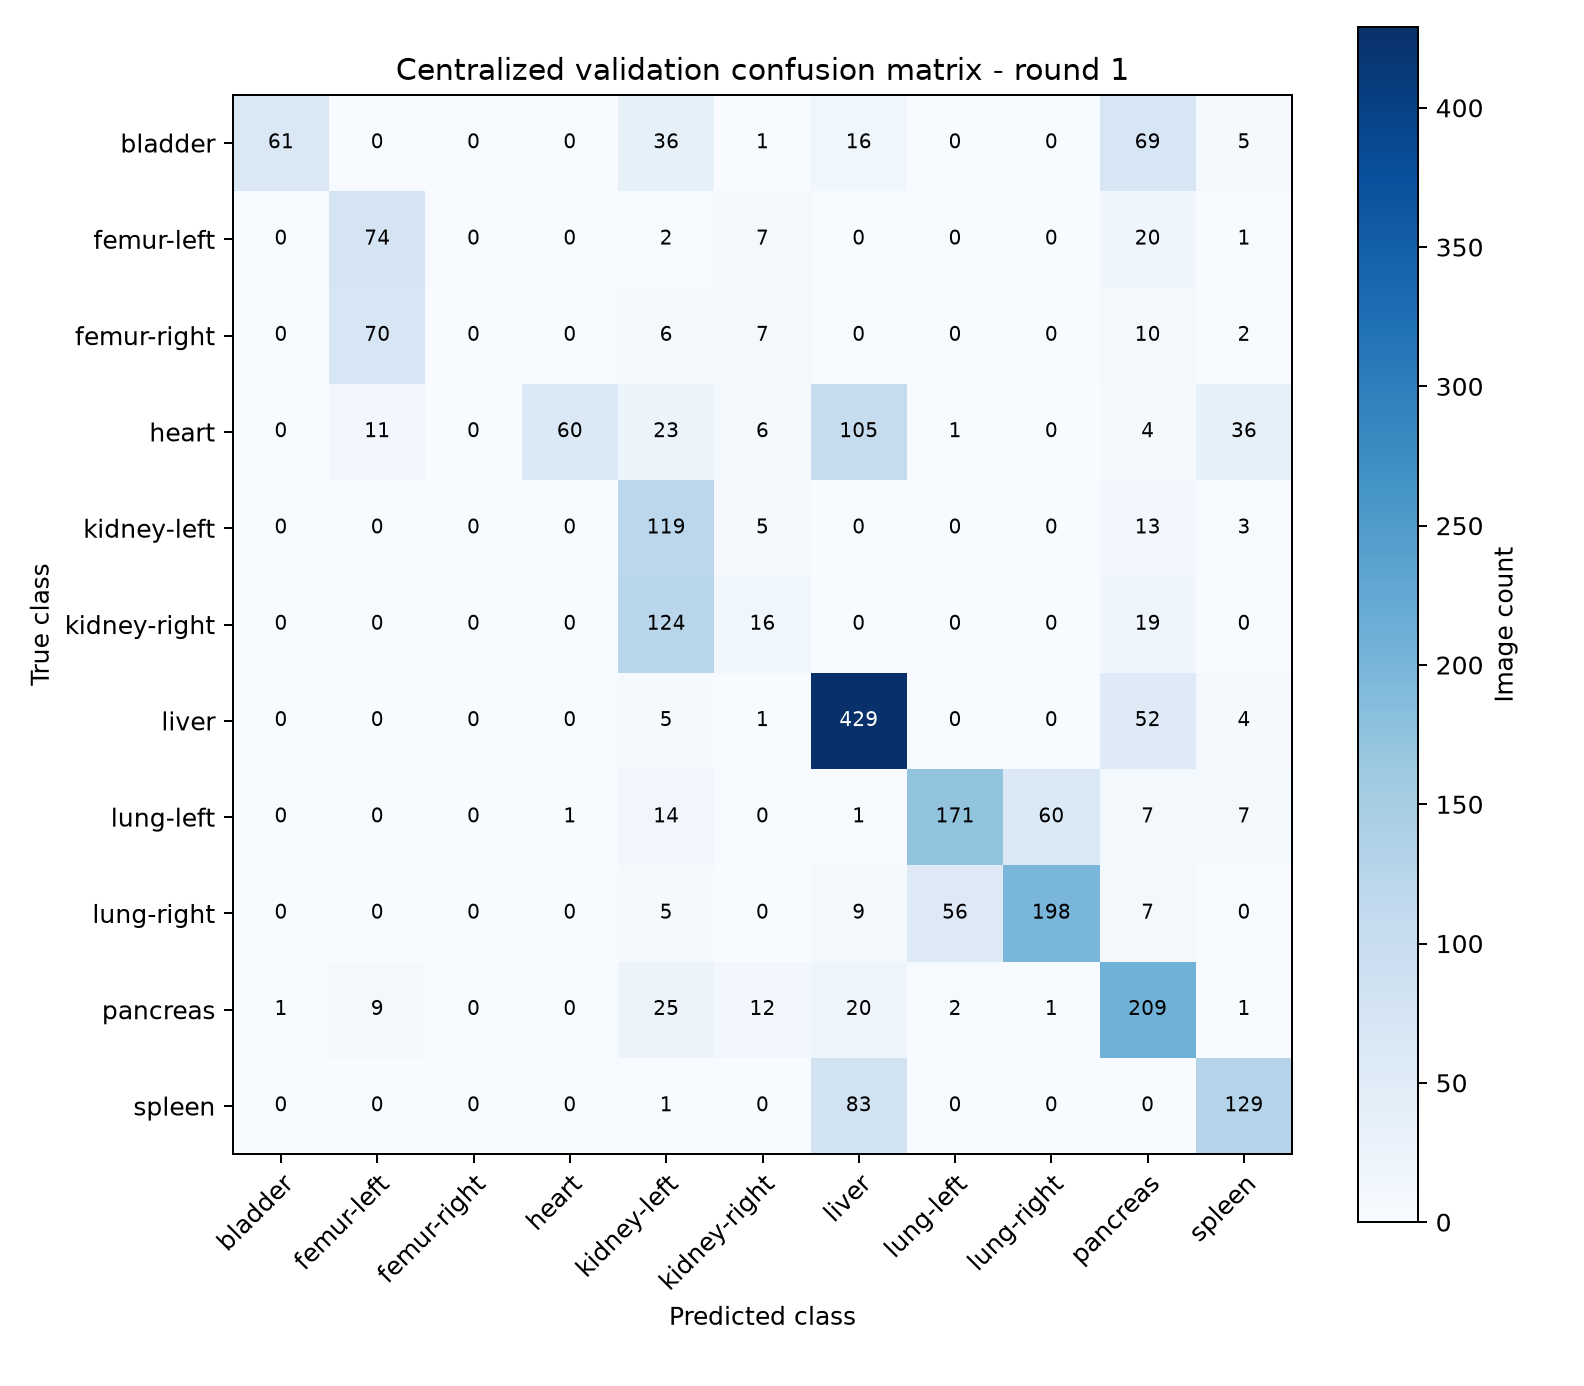 Centralized validation confusion matrix - round 1
bladder 61 0 0 0 36 1 16 0 0 69 5
femur-left 0 74 0 0 2 7 0 0 0 20 1
femur-right 0 70 0 0 6 7 0 0 0 10 2
heart 0 11 0 60 23 6 105 1 0 4 36
kidney-left 0 0 0 0 119 5 0 0 0 13 3
kidney-right 0 0 0 0 124 16 0 0 0 19 0
liver 0 0 0 0 5 1 429 0 0 52 4
lung-left 0 0 0 1 14 0 1 171 60 7 7
lung-right 0 0 0 0 5 0 9 56 198 7 0
pancreas 1 9 0 0 25 12 20 2 1 209 1
spleen 0 0 0 0 1 0 83 0 0 0 129
True class
bladder femur-left femur-right heart kidney-left kidney-right liver lung-left lung-right pancreas spleen
Predicted class
400
350
300
250
200
150
100
50
0
Image count